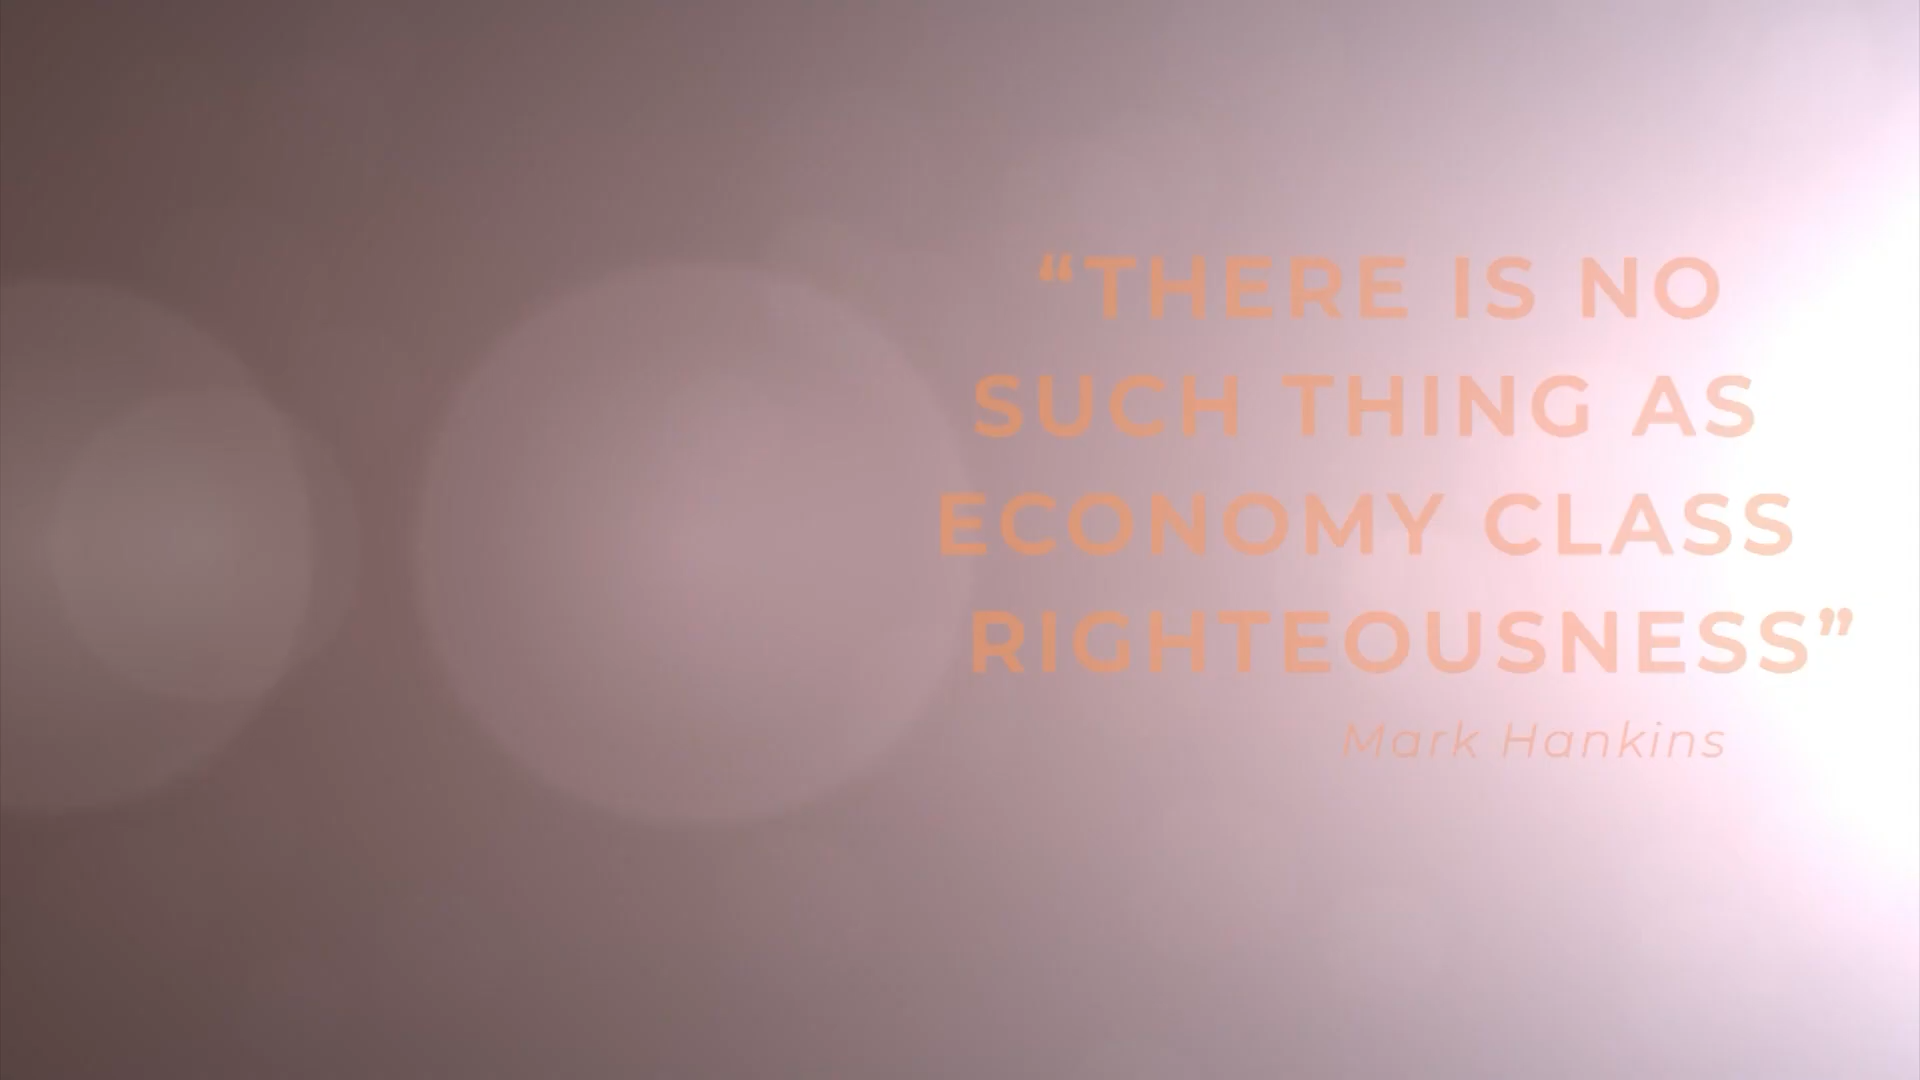 “THERE IS NO
SUCH THING AS
ECONOMY CLASS
RIGHTEOUSNESS”
Mark Hankins